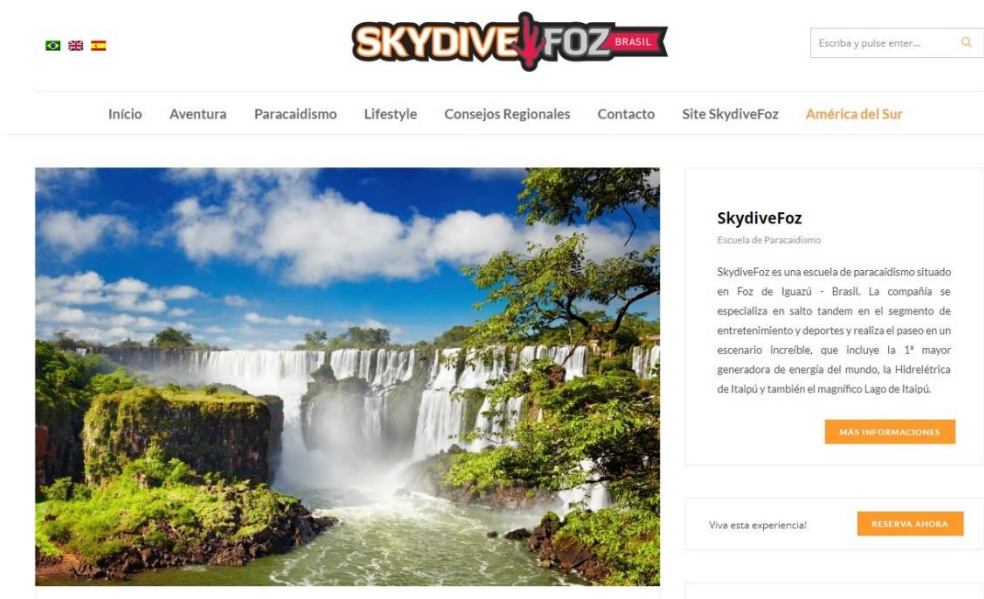 SKYDIVE FOZ BRASIL
Escriba y pulse enter...
Início Aventura Paracaidismo Lifestyle Consejos Regionales Contacto Site SkydiveFoz América del Sur
SkydiveFoz
Escuela de Paracaidismo
SkydiveFoz es una escuela de paracaidismo situado
en Foz de Iguazú - Brasil. La compañía se
especializa en salto tandem en el segmento de
entretenimiento y deportes y realiza el paseo en un
escenario increíble, que incluye la 1ª mayor
generadora de energía del mundo, la Hidrelétrica
de Itaipú y también el magnífico Lago de Itaipú.
MÁS INFORMACIONES
Viva esta experiencia!
RESERVA AHORA